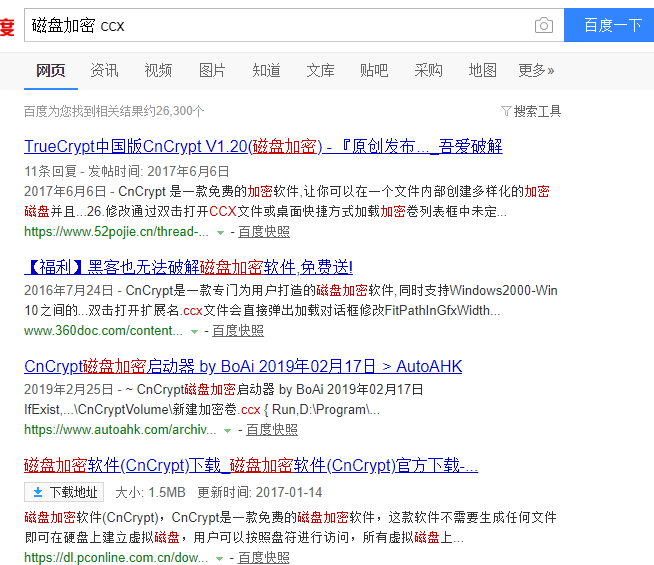 度 磁盘加密 ccx 百度一下
网页 资讯 视频 图片 知道 文库 贴吧 采购 地图 更多»
百度为您找到相关结果约26,300个 搜索工具
TrueCrypt中国版CnCrypt V1.20(磁盘加密) - 『原创发布..._吾爱破解
11条回复 - 发帖时间: 2017年6月6日
2017年6月6日 - CnCrypt 是一款免费的加密软件,让你可以在一个文件内部创建多样化的加密
磁盘并且...26.修改通过双击打开CCX文件或桌面快捷方式加载加密卷列表框中未定...
https://www.52pojie.cn/thread-... - 百度快照
【福利】黑客也无法破解磁盘加密软件,免费送!
2016年7月24日 - CnCrypt是一款专门为用户打造的磁盘加密软件,同时支持Windows2000-Win
10之间的...双击打开扩展名.ccx文件会直接弹出加载对话框修改FitPathInGfxWidth...
www.360doc.com/content... - 百度快照
CnCrypt磁盘加密启动器 by BoAi 2019年02月17日 > AutoAHK
2019年2月25日 - ~ CnCrypt磁盘加密启动器 by BoAi 2019年02月17日
IfExist,...\CnCryptVolume\新建加密卷.ccx { Run,D:\Program\...
https://www.autoahk.com/archiv... - 百度快照
磁盘加密软件(CnCrypt)下载_磁盘加密软件(CnCrypt)官方下载-...
下载地址 大小: 1.5MB 更新时间: 2017-01-14
磁盘加密软件(CnCrypt)，CnCrypt是一款免费的磁盘加密软件，这款软件不需要生成任何文件
即可在硬盘上建立虚拟磁盘，用户可以按照盘符进行访问，所有虚拟磁盘上...
https://dl.pconline.com.cn/dow... - 百度快照